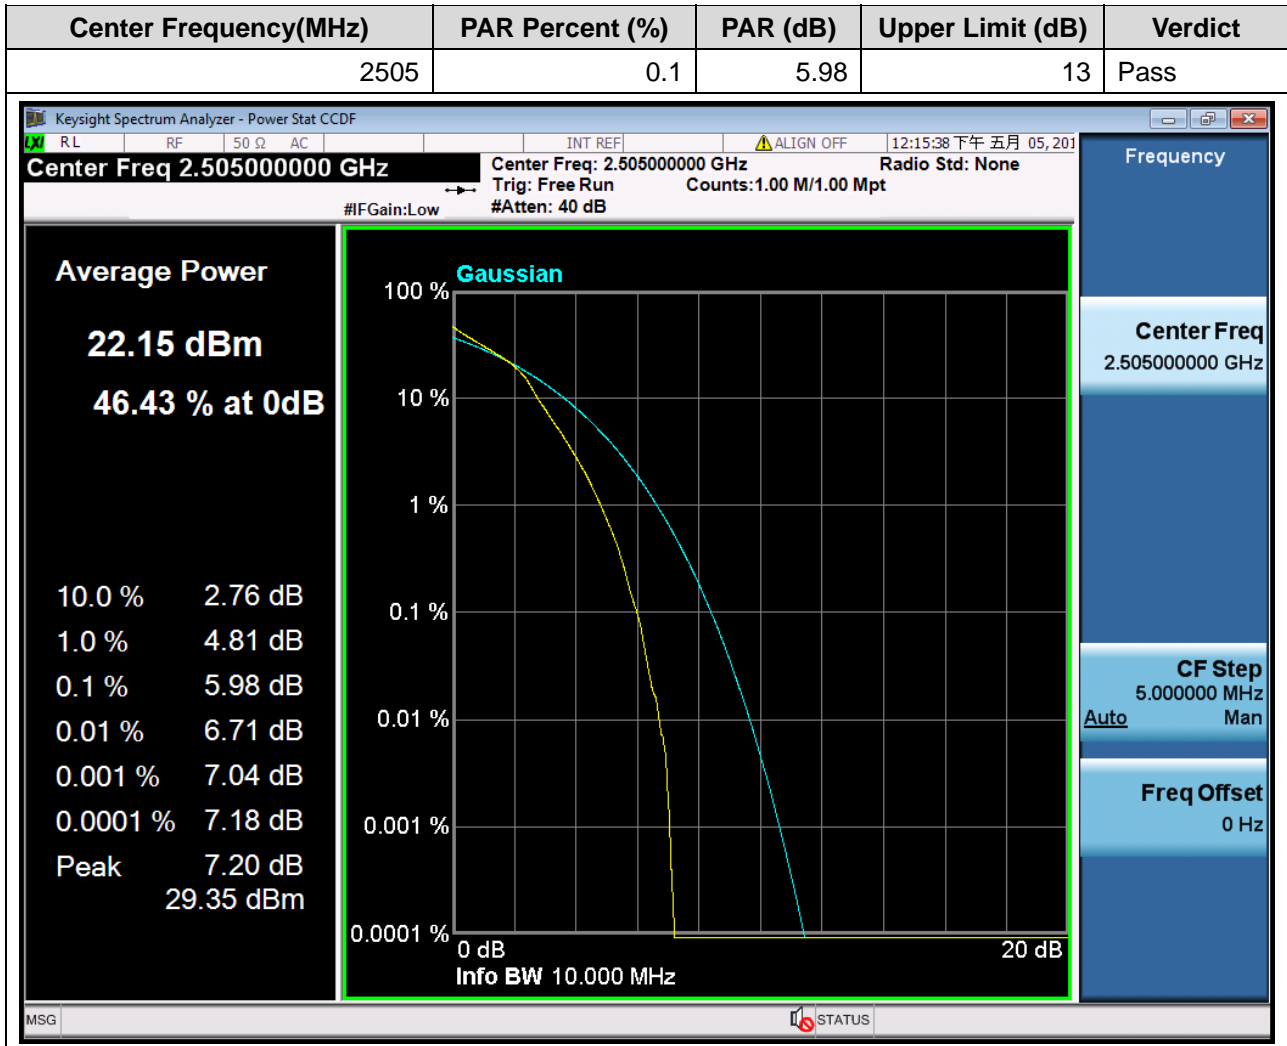 Center Frequency(MHz) PAR Percent (%) PAR (dB) Upper Limit (dB) Verdict
2505 0.1 5.98 13 Pass
Keysight Spectrum Analyzer - Power Stat CCDF
LXI RL RF 50 Ω AC INT REF ALIGN OFF 12:15:38 下午 五月 05, 201
Center Freq 2.505000000 GHz
#IFGain:Low
Center Freq: 2.505000000 GHz Radio Std: None
Trig: Free Run Counts:1.00 M/1.00 Mpt
#Atten: 40 dB
Average Power
22.15 dBm
46.43 % at 0dB
10.0 % 2.76 dB
1.0 % 4.81 dB
0.1 % 5.98 dB
0.01 % 6.71 dB
0.001 % 7.04 dB
0.0001 % 7.18 dB
Peak 7.20 dB
29.35 dBm
Gaussian
100 %
10 %
1 %
0.1 %
0.01 %
0.001 %
0.0001 %
0 dB 20 dB
Info BW 10.000 MHz
Frequency
Center Freq
2.505000000 GHz
CF Step
5.000000 MHz
Auto Man
Freq Offset
0 Hz
MSG STATUS